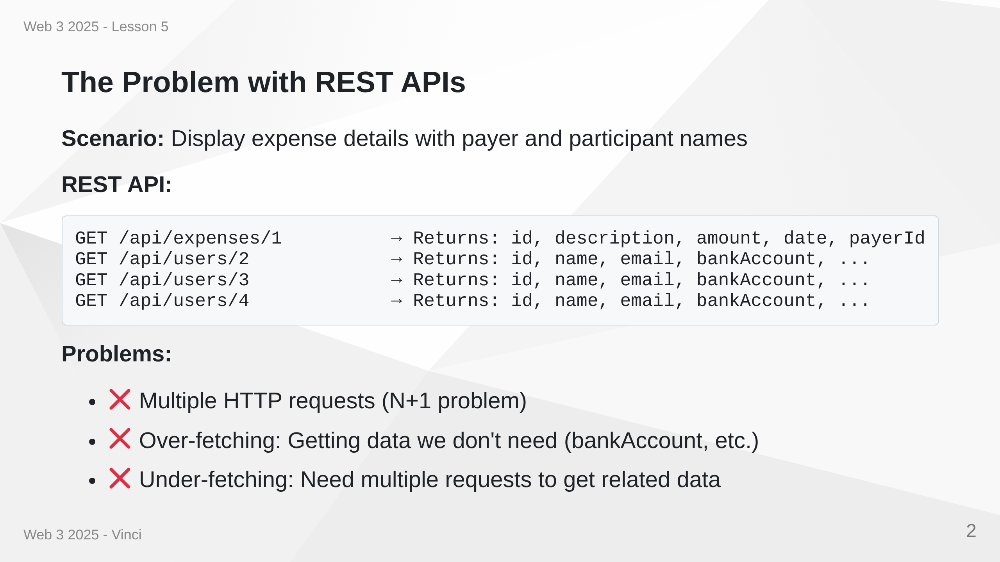 Web 3 2025 - Lesson 5
The Problem with REST APIs
Scenario: Display expense details with payer and participant names
REST API:
GET /api/expenses/1          → Returns: id, description, amount, date, payerId
GET /api/users/2             → Returns: id, name, email, bankAccount, ...
GET /api/users/3             → Returns: id, name, email, bankAccount, ...
GET /api/users/4             → Returns: id, name, email, bankAccount, ...
Problems:
• ❌ Multiple HTTP requests (N+1 problem)
• ❌ Over-fetching: Getting data we don't need (bankAccount, etc.)
• ❌ Under-fetching: Need multiple requests to get related data
Web 3 2025 - Vinci
2